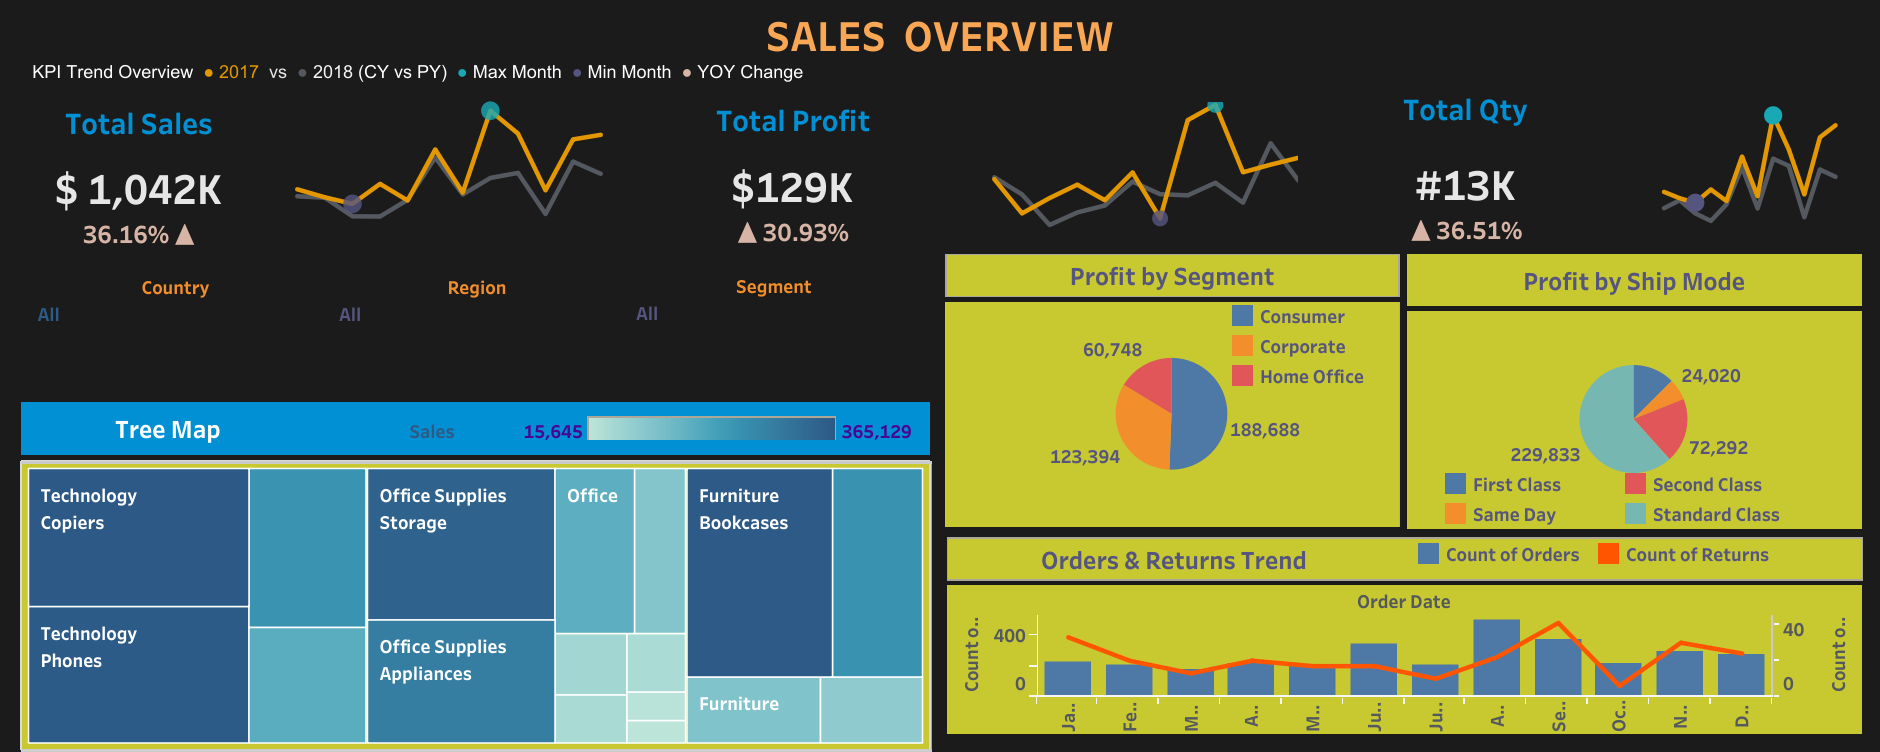 SALES OVERVIEW
KPI Trend Overview ● 2017 vs ● 2018 (CY vs PY) ● Max Month ● Min Month ● YOY Change
Total Sales
$ 1,042K
36.16% ▲
Total Profit
$129K
▲ 30.93%
Total Qty
#13K
▲ 36.51%
Country
All
Region
All
Segment
All
Profit by Segment
Consumer
Corporate
Home Office
60,748
188,688
123,394
Profit by Ship Mode
24,020
72,292
229,833
First Class
Second Class
Same Day
Standard Class
Tree Map
Sales
15,645
365,129
Technology
Copiers
Technology
Phones
Office Supplies
Storage
Office Supplies
Appliances
Office
Furniture
Bookcases
Furniture
Orders & Returns Trend
Count of Orders
Count of Returns
Order Date
Count o..
400
0
40
0
Count o..
Ja..
Fe..
M..
A..
M..
Ju..
Ju..
A..
Se..
Oc..
N..
D..